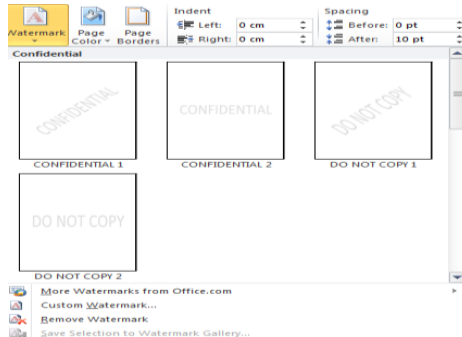 Indent Spacing
Watermark Page Color Page Borders Left: 0 cm Before: 0 pt
Right: 0 cm After: 10 pt
Confidential
CONFIDENTIAL CONFIDENTIAL DO NOT COPY
CONFIDENTIAL 1 CONFIDENTIAL 2 DO NOT COPY 1
DO NOT COPY
DO NOT COPY 2
More Watermarks from Office.com
Custom Watermark...
Remove Watermark
Save Selection to Watermark Gallery...